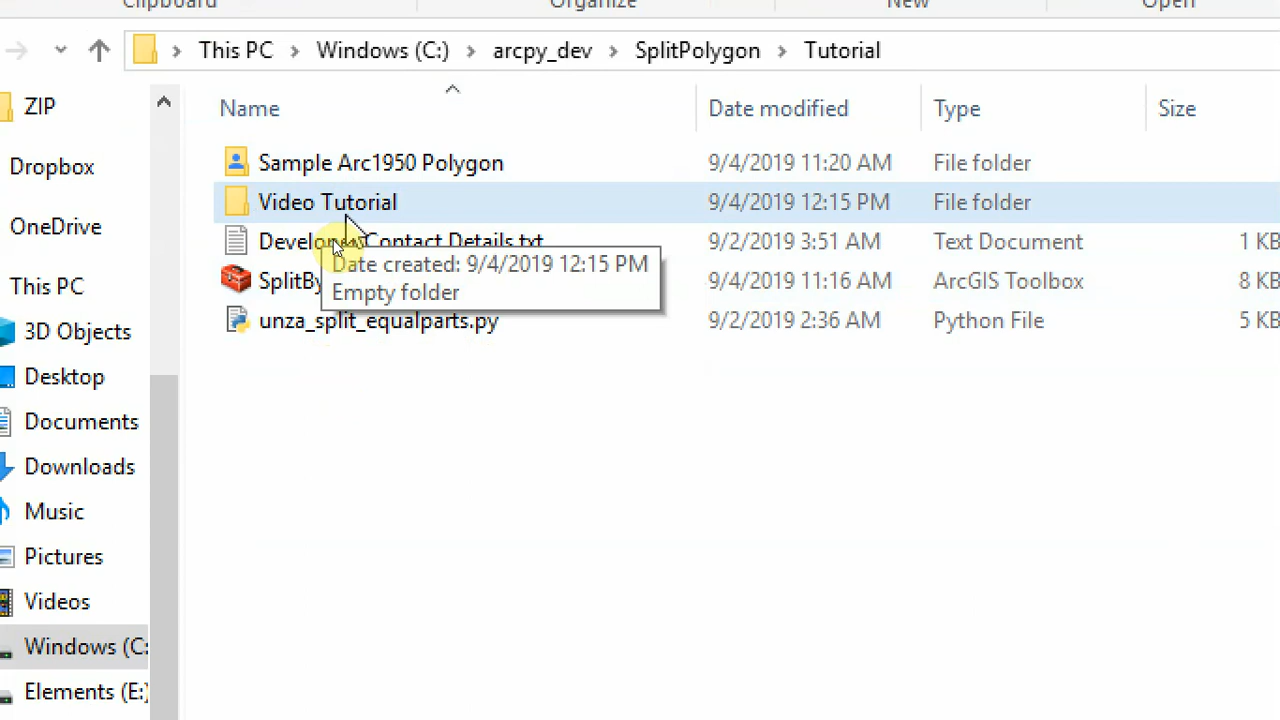 Clipboard Organize New Open
This PC Windows (C:) arcpy_dev SplitPolygon Tutorial
Name Date modified Type Size
Sample Arc1950 Polygon 9/4/2019 11:20 AM File folder
Video Tutorial 9/4/2019 12:15 PM File folder
Contact Details.txt 9/2/2019 3:51 AM Text Document 1 KB
Date created: 9/4/2019 12:15 PM
Empty folder
SplitBy 9/4/2019 11:16 AM ArcGIS Toolbox 8 KB
unza_split_equalparts.py 9/2/2019 2:36 AM Python File 5 KB
ZIP
Dropbox
OneDrive
This PC
3D Objects
Desktop
Documents
Downloads
Music
Pictures
Videos
Windows (C:
Elements (E:)